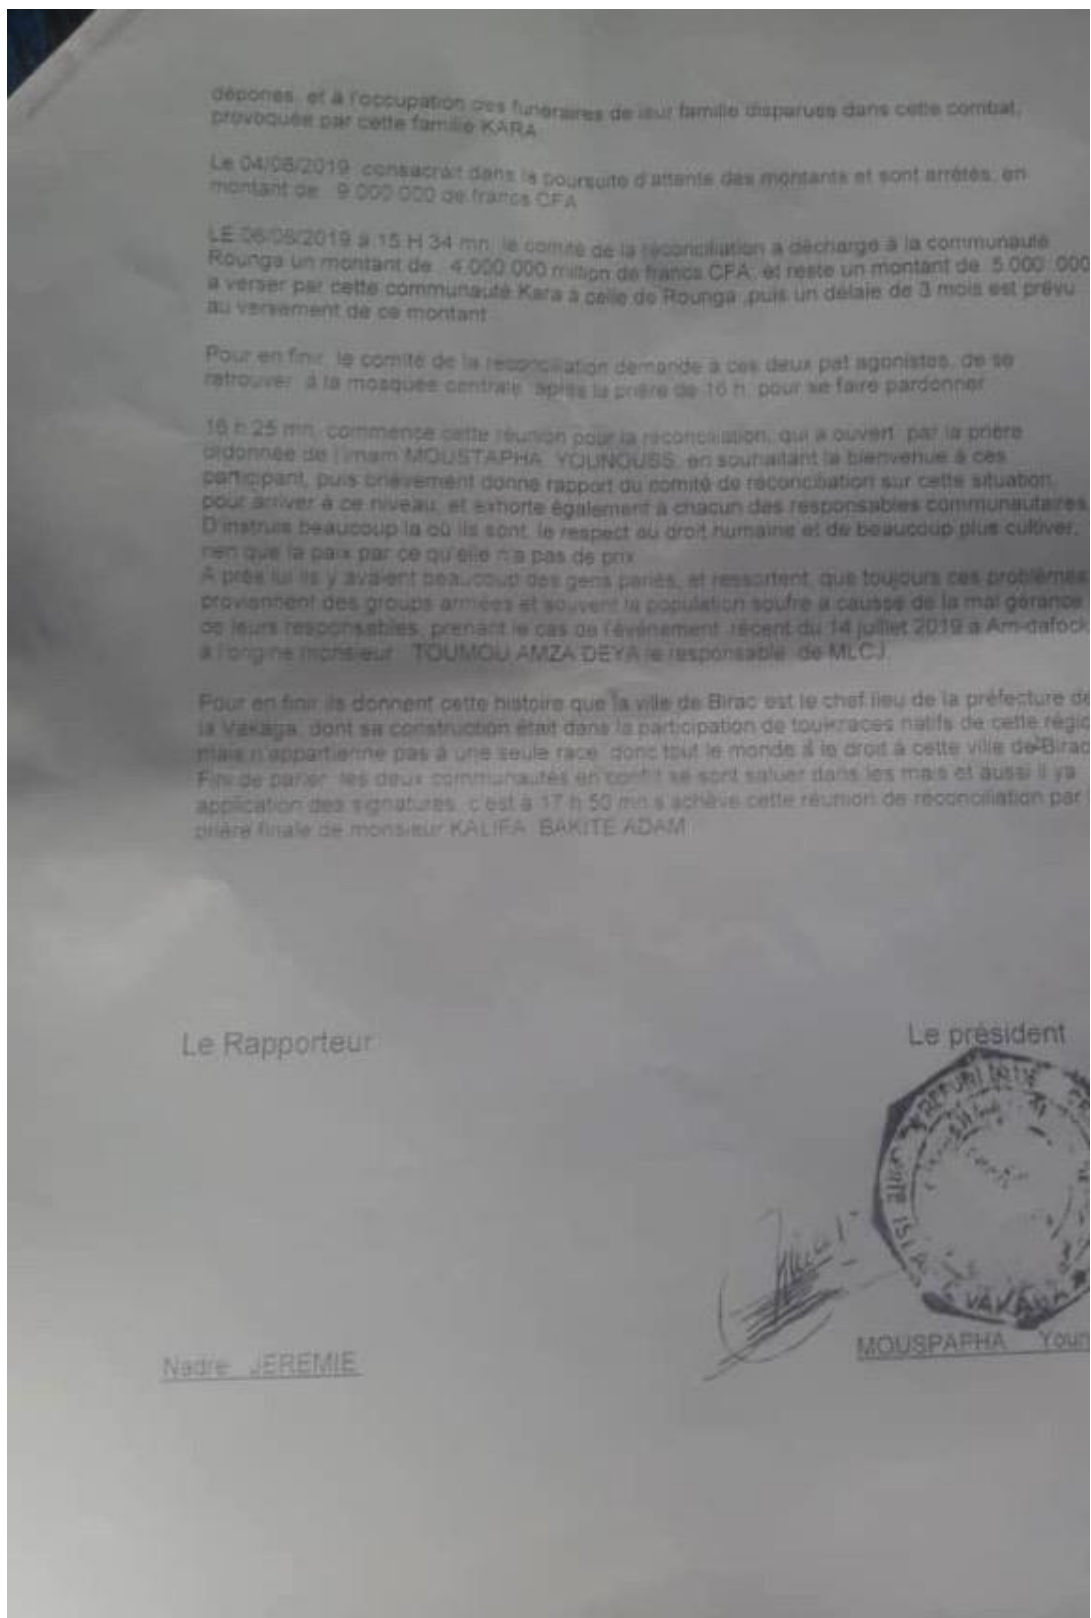 déponés, et à l'occupation des funéraires de leur famille disparues dans cette combat,
provoquée par cette famille KARA
Le 04/08/2019 consacrait dans la poursuite d'attente des montants et sont arrêtés, en
montant de 9.000.000 de francs CFA
LE 06/08/2019 à 15 H 34 mn, le comité de la réconciliation a déchargé à la communauté
Rounga un montant de 4.000.000 million de francs CFA, et reste un montant de 5.000.000
a verser par cette communauté Kara à celle de Rounga ,puis un délaie de 3 mois est prévu
au versement de ce montant
Pour en finir, le comité de la réconciliation demande à ces deux pat agonistes, de se
retrouver à la mosquée centrale après la prière de 16 h, pour se faire pardonner
16 h 25 mn, commence cette réunion pour la réconciliation, qui a ouvert par la prière
ordonnée de l'imam MOUSTAPHA YOUNOUSS, en souhaitant la bienvenue à ces
participant, puis brièvement donne rapport du comité de réconciliation sur cette situation
pour arriver à ce niveau, et exhorte également à chacun des responsables communautaires
D'instruis beaucoup la où ils sont, le respect au droit humaine et de beaucoup plus cultiver,
rien que la paix par ce qu'elle n'a pas de prix
A près lui ils y avaient beaucoup des gens parlés, et ressortent, que toujours ces problèmes
proviennent des groups armées et souvent la population soufre a causse de la mal gérance
de leurs responsables, prenant le cas de l'événement récent du 14 juillet 2019 a Am-dafock
à l'origine monsieur TOUMOU AMZA DEYA le responsable de MLCJ
Pour en finir ils donnent cette histoire que la ville de Birao est le chef lieu de la préfecture de
la Vakaga, dont sa construction était dans la participation de touts races natifs de cette
mais n'appartienne pas à une seule race, donc tout le monde à le droit à cette ville de Birao
Fini de parler les deux communautés en conflit se sont saluer dans les mais et aussi il ya
application des signatures, c'est à 17 h 50 mn s'achève cette réunion de réconciliation par
prière finale de monsieur KALIFA BAKITE ADAM
Le Rapporteur
Le président
Nadre JEREMIE
MOUSPAPHA
VAKAGA